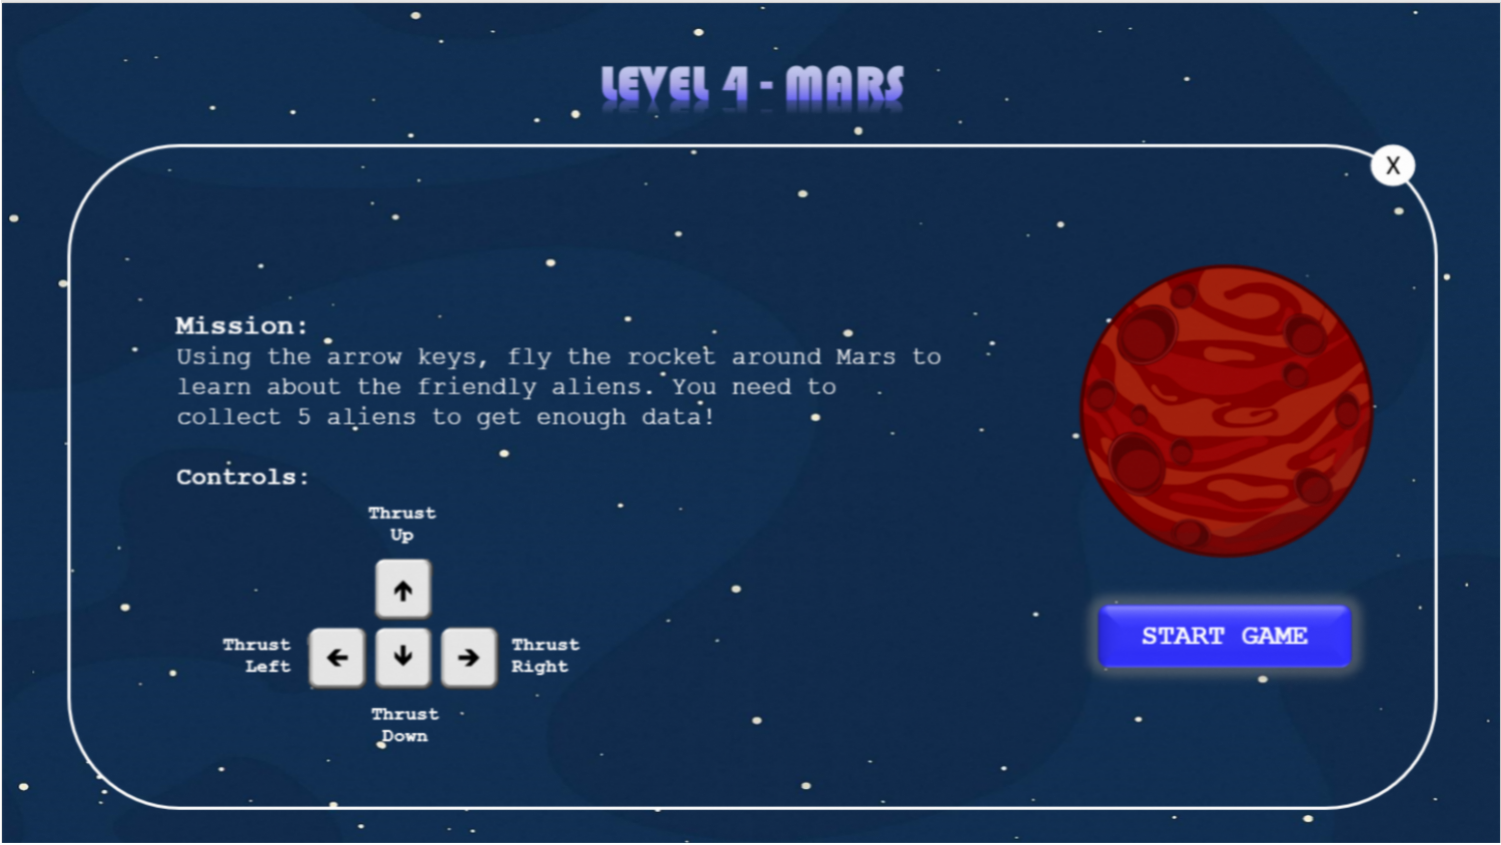 LEVEL 4 - MARS
X
Mission:
Using the arrow keys, fly the rocket around Mars to
learn about the friendly aliens. You need to
collect 5 aliens to get enough data!
Controls:
Thrust
Up
Thrust
Left
Thrust
Right
Thrust
Down
START GAME